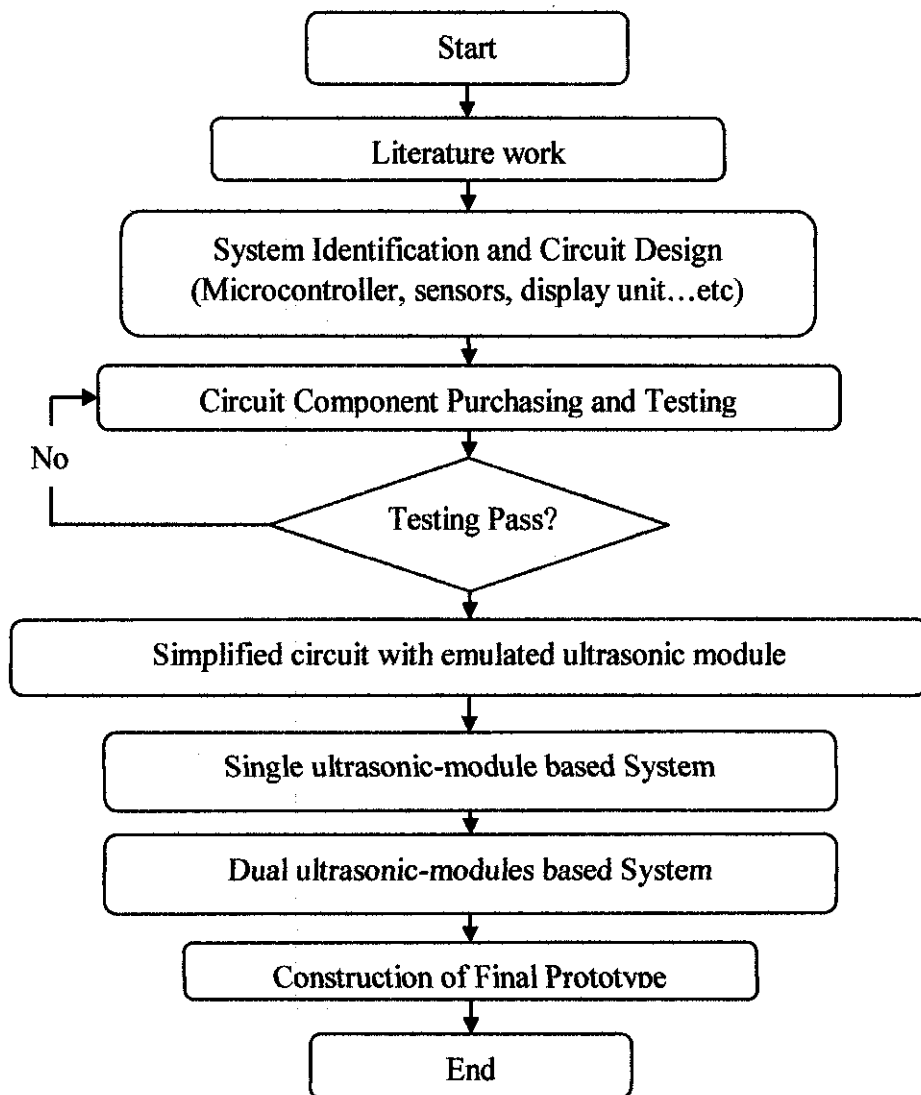 Start
Literature work
System Identification and Circuit Design
(Microcontroller, sensors, display unit...etc)
Circuit Component Purchasing and Testing
No
Testing Pass?
Simplified circuit with emulated ultrasonic module
Single ultrasonic-module based System
Dual ultrasonic-modules based System
Construction of Final Prototype
End